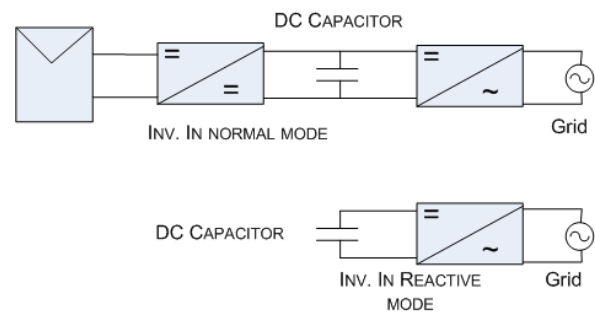 DC CAPACITOR
=
=
=
~
INV. IN NORMAL MODE
Grid
DC CAPACITOR
=
~
INV. IN REACTIVE
MODE
Grid